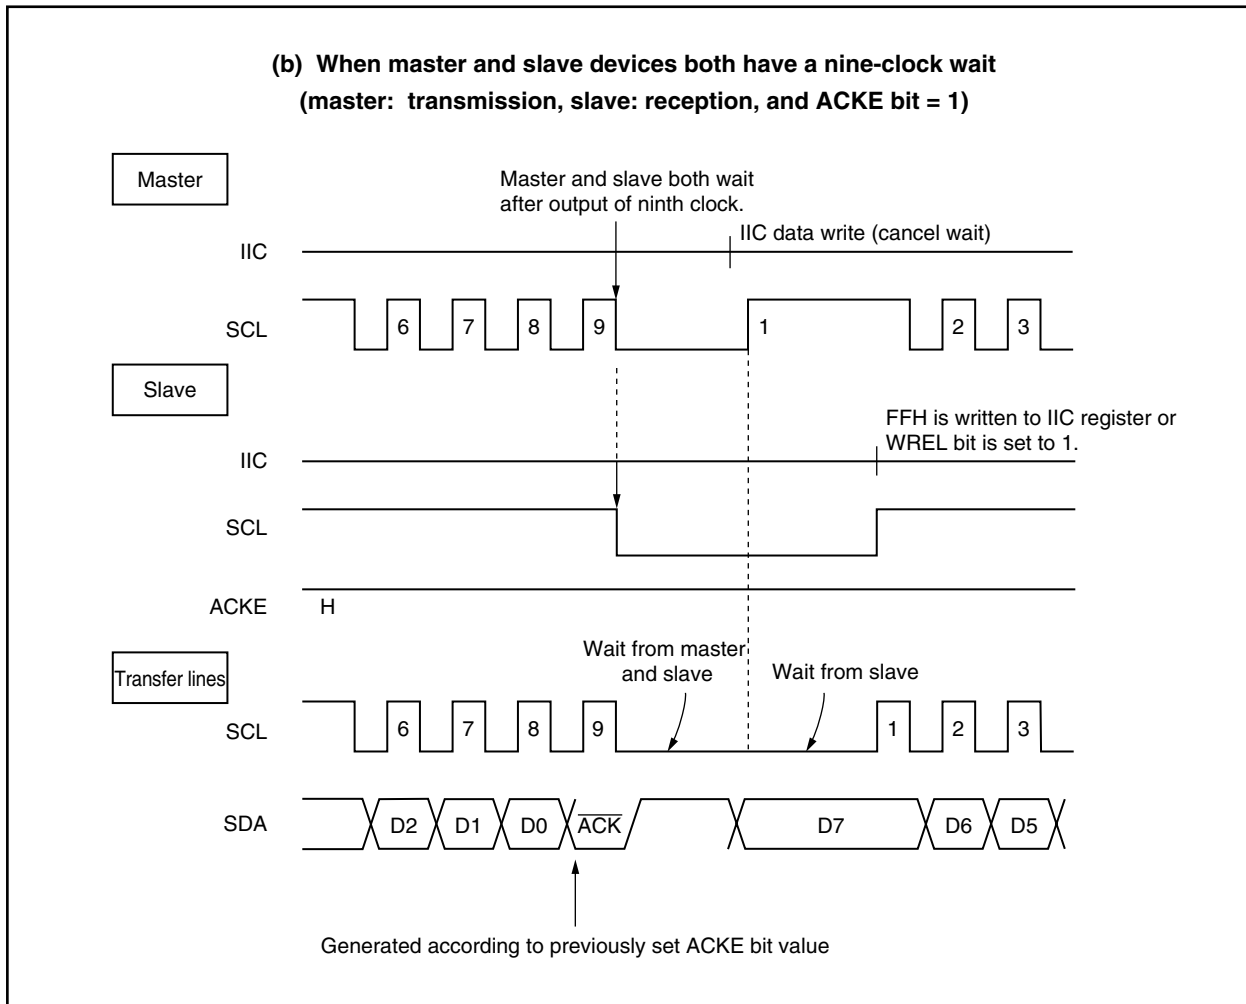 (b) When master and slave devices both have a nine-clock wait
(master: transmission, slave: reception, and ACKE bit = 1)
Master
Master and slave both wait
after output of ninth clock.
IIC data write (cancel wait)
IIC
SCL
6 7 8 9 1 2 3
Slave
FFH is written to IIC register or
WREL bit is set to 1.
IIC
SCL
ACKE H
Transfer lines
Wait from master
and slave
Wait from slave
SCL
6 7 8 9 1 2 3
SDA
D2 D1 D0 ACK D7 D6 D5
Generated according to previously set ACKE bit value